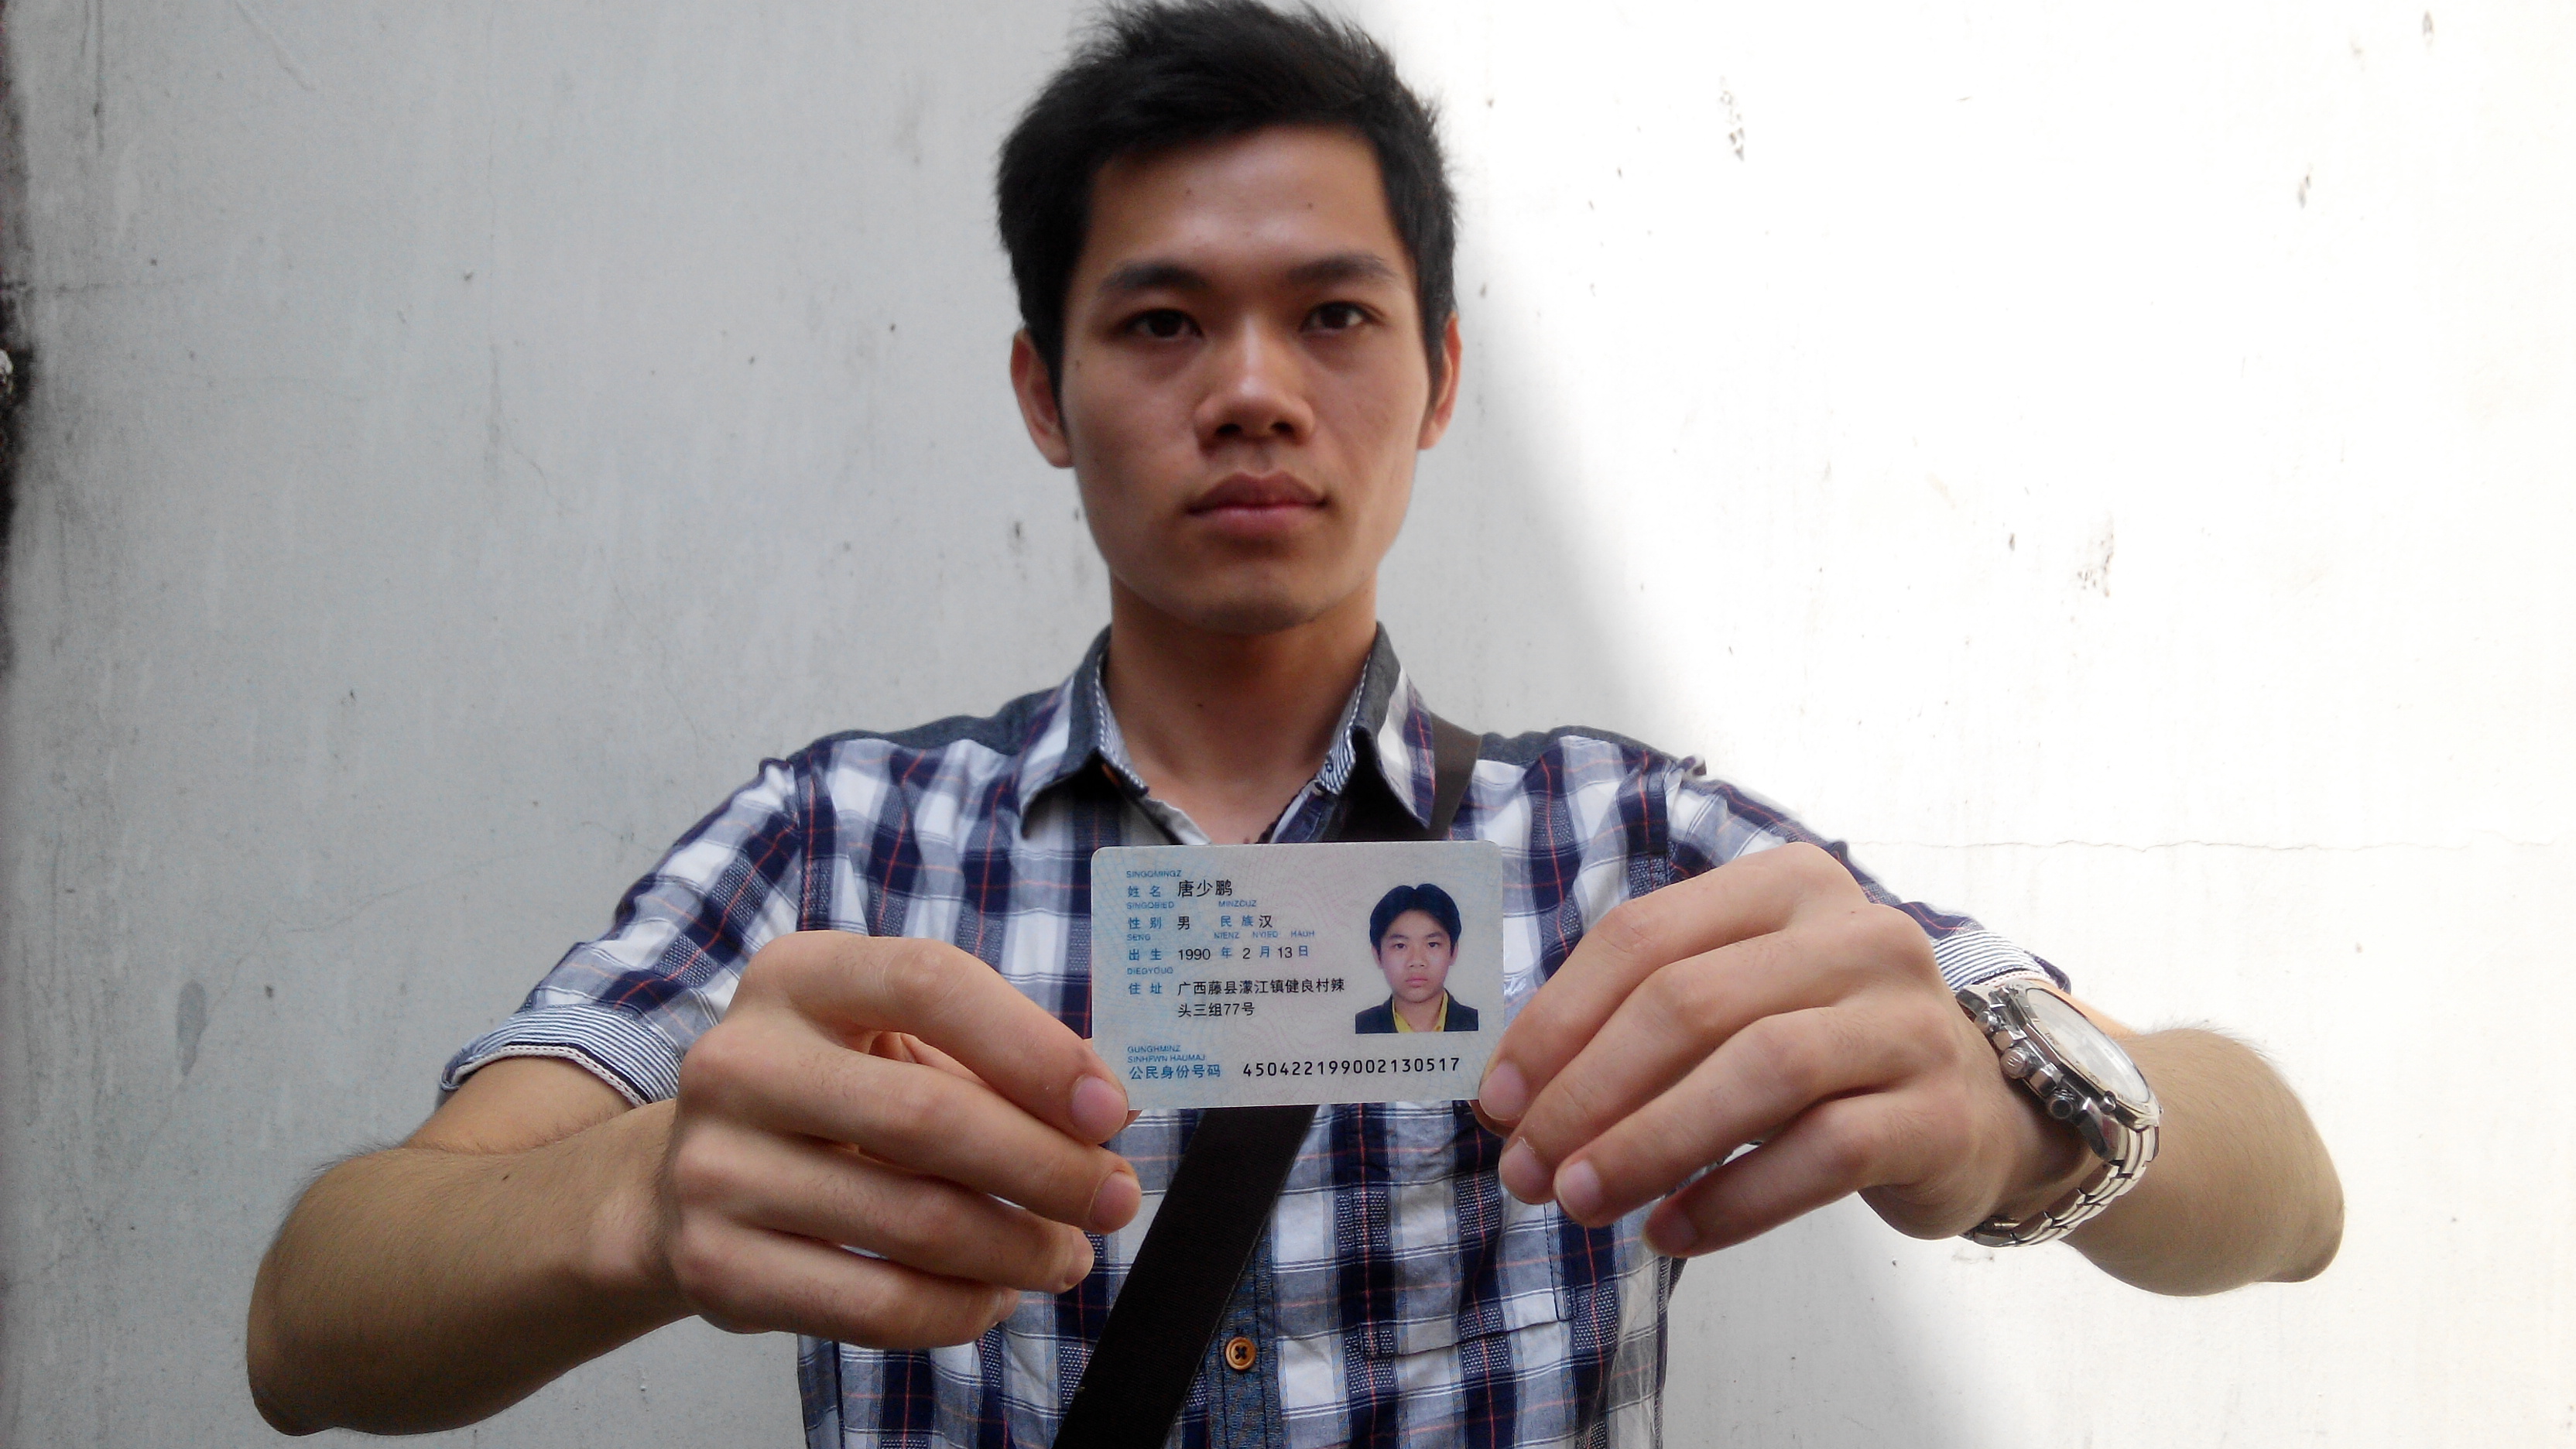 SINGQMINGZ
姓 名 唐少鹏
SINGQBIED MINZCUZ
性 别 男 民 族 汉
SENG NIENZ NYIED HAUH
出 生 1990 年 2 月 13 日
DIEGYOUQ
住 址 广西藤县濛江镇健良村辣
头三组77号
GUNGHMINZ
SINHFWN HAUMAJ
公民身份号码 450422199002130517